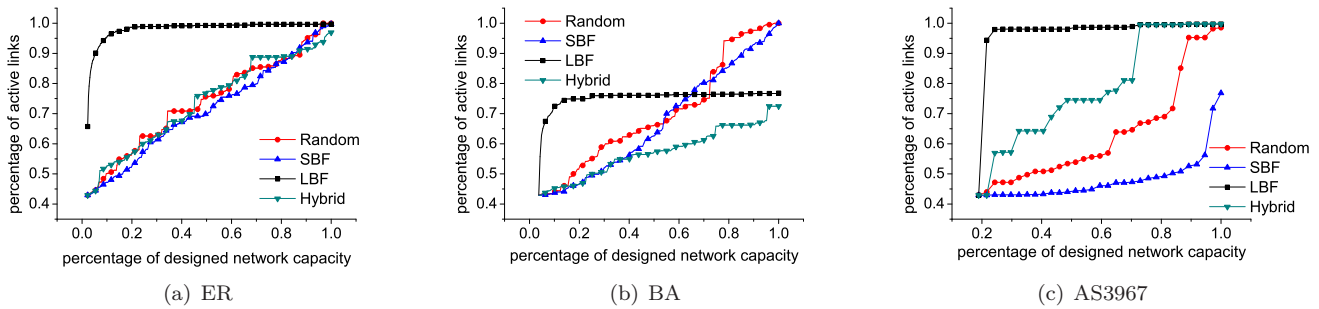 percentage of active links
1.0
0.9
0.8
0.7
0.6
0.5
0.4
Random
SBF
LBF
Hybrid
0.0 0.2 0.4 0.6 0.8 1.0
percentage of designed network capacity
(a) ER
percentage of active links
1.0
0.9
0.8
0.7
0.6
0.5
0.4
Random
SBF
LBF
Hybrid
0.0 0.2 0.4 0.6 0.8 1.0
percentage of designed network capacity
(b) BA
percentage of active links
1.0
0.9
0.8
0.7
0.6
0.5
0.4
Random
SBF
LBF
Hybrid
0.2 0.4 0.6 0.8 1.0
percentage of designed network capacity
(c) AS3967